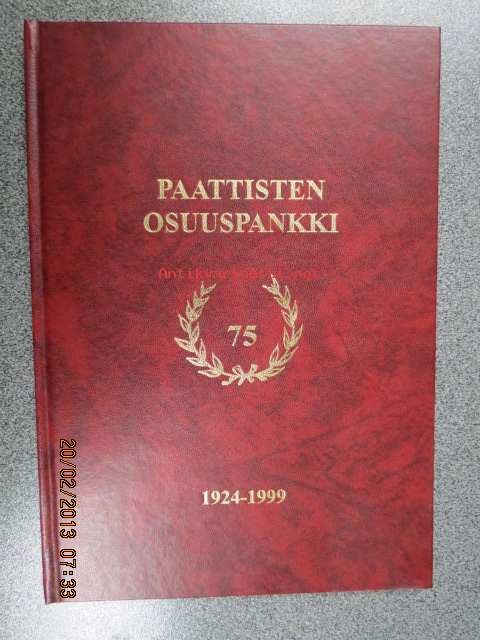 PAATTISTEN
OSUUSPANKKI
75
1924-1999
20/02/2013 07:33